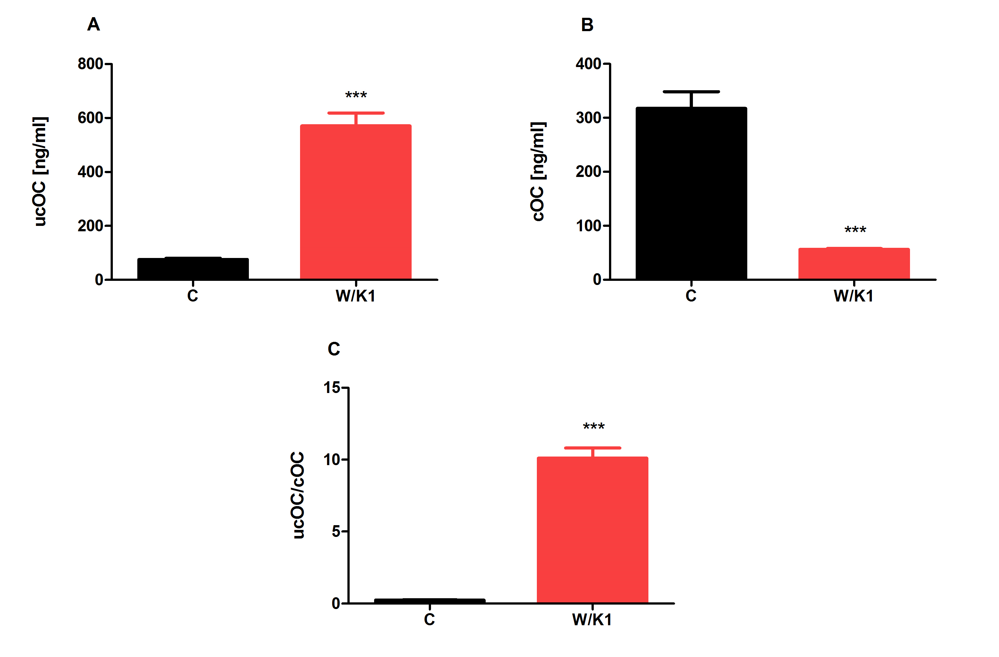 A
ucOC [ng/ml]
800
600
400
200
0
***
C
W/K1
B
cOC [ng/ml]
400
300
200
100
0
***
C
W/K1
C
ucOC/cOC
15
10
5
0
***
C
W/K1